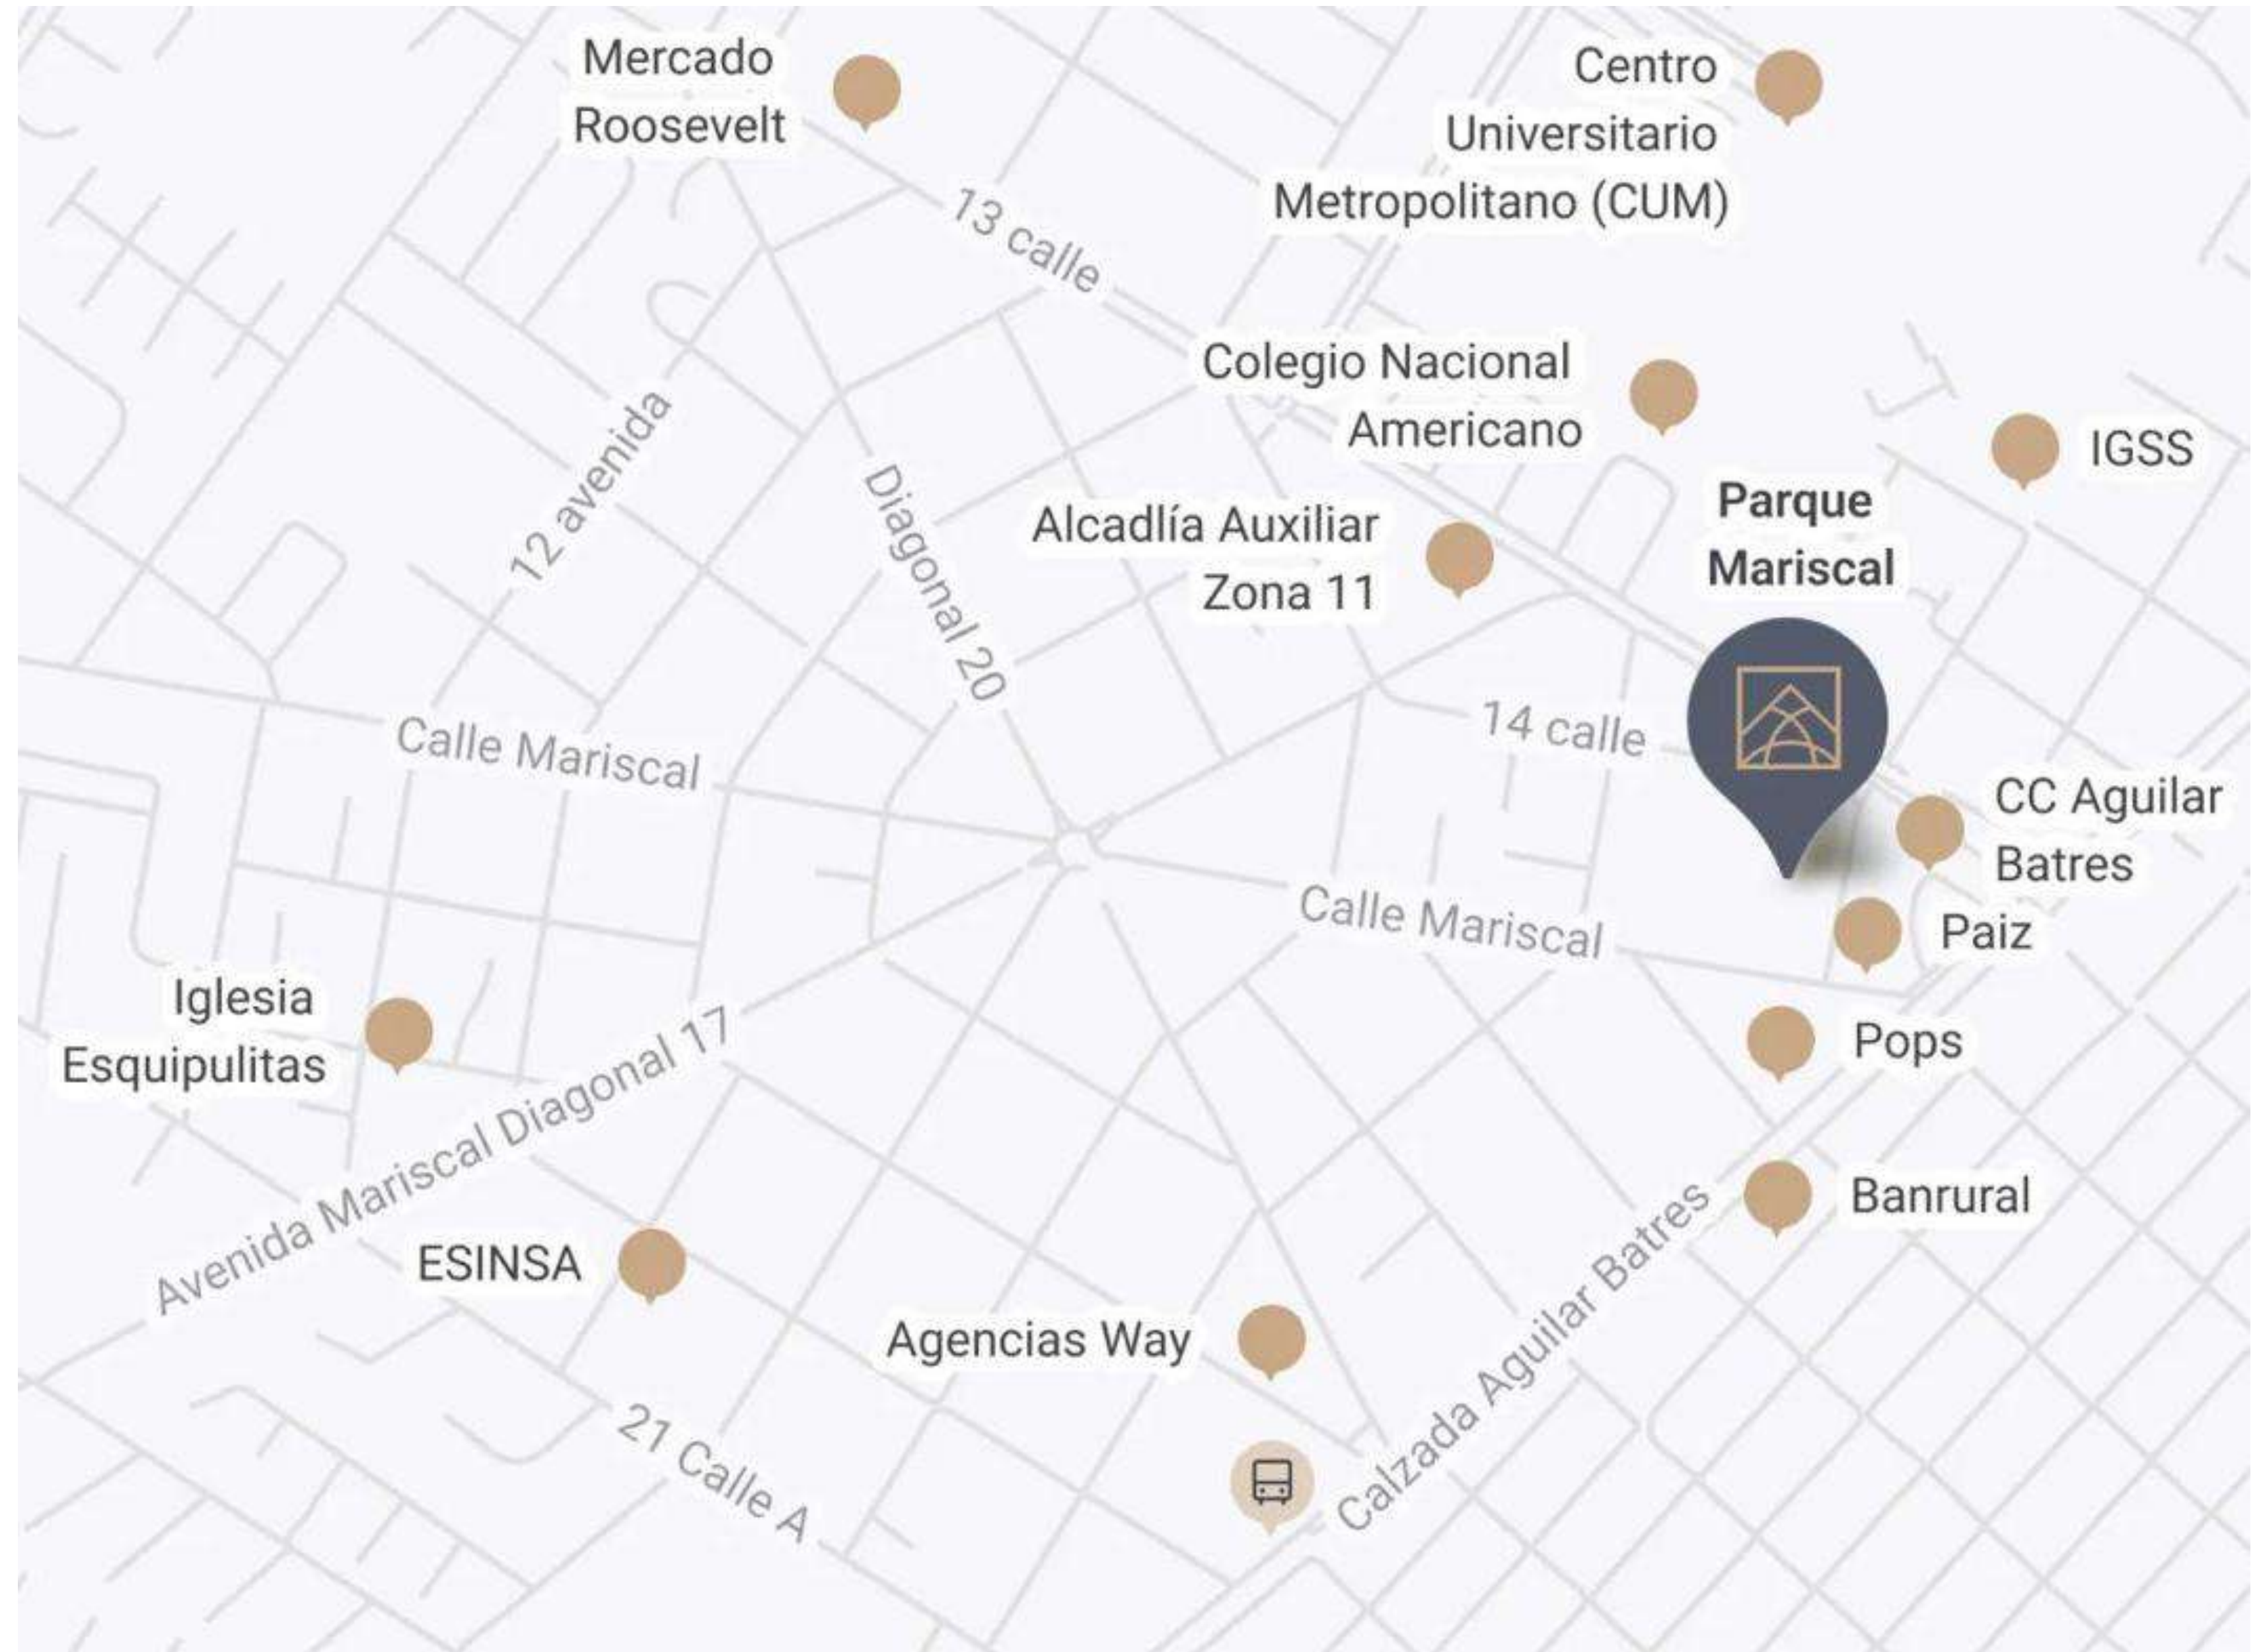 Mercado
Roosevelt
Centro
Universitario
Metropolitano (CUM)
13 calle
Colegio Nacional
Americano
IGSS
12 avenida
Diagonal 20
Alcadlía Auxiliar
Zona 11
Parque
Mariscal
Calle Mariscal
14 calle
CC Aguilar
Batres
Calle Mariscal
Paiz
Iglesia
Esquipulitas
Avenida Mariscal Diagonal 17
Pops
Banrural
ESINSA
Agencias Way
Calzada Aguilar Batres
21 Calle A